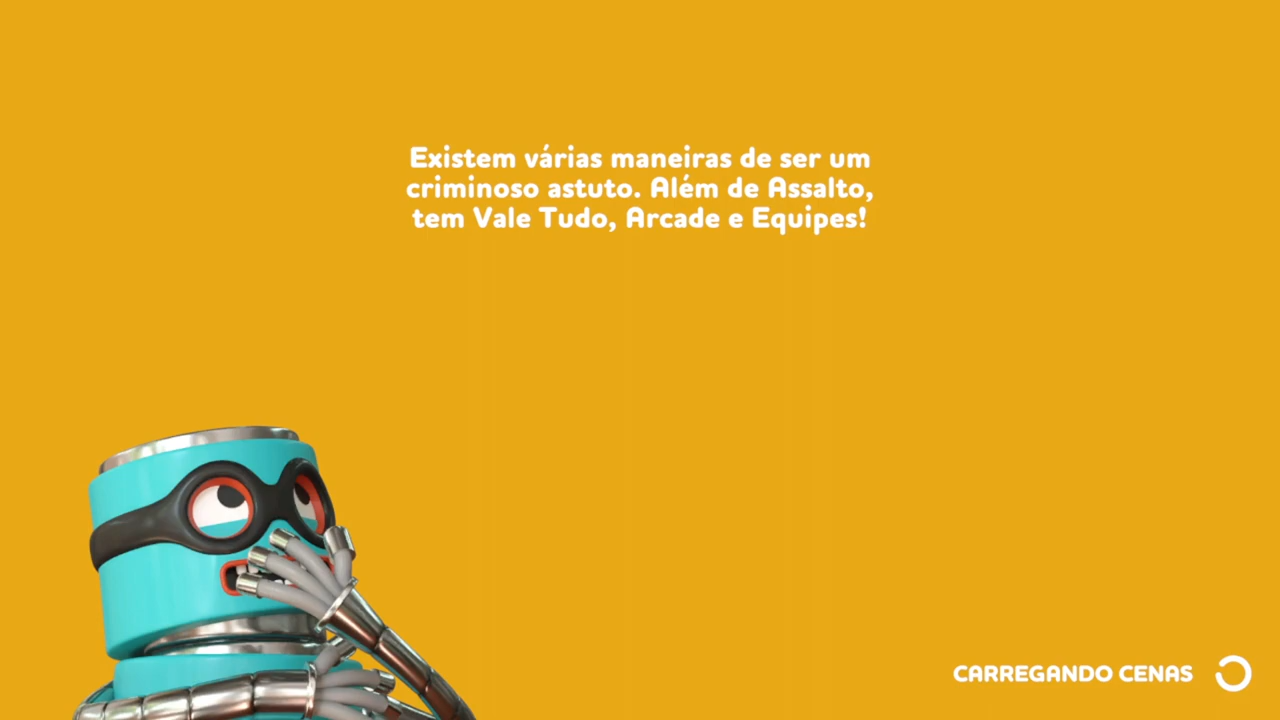 Existem várias maneiras de ser um
criminoso astuto. Além de Assalto,
tem Vale Tudo, Arcade e Equipes!
CARREGANDO CENAS